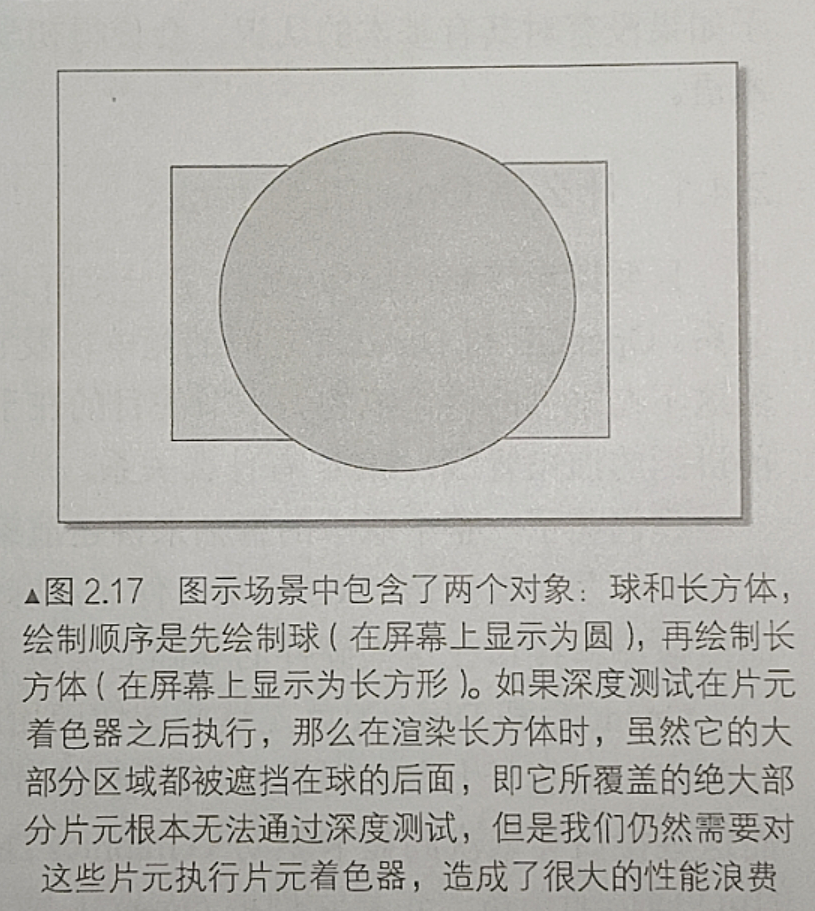 ▲图 2.17 图示场景中包含了两个对象：球和长方体，
绘制顺序是先绘制球（在屏幕上显示为圆），再绘制长
方体（在屏幕上显示为长方形）。如果深度测试在片元
着色器之后执行，那么在渲染长方体时，虽然它的大
部分区域都被遮挡在球的后面，即它所覆盖的绝大部
分片元根本无法通过深度测试，但是我们仍然需要对
这些片元执行片元着色器，造成了很大的性能浪费